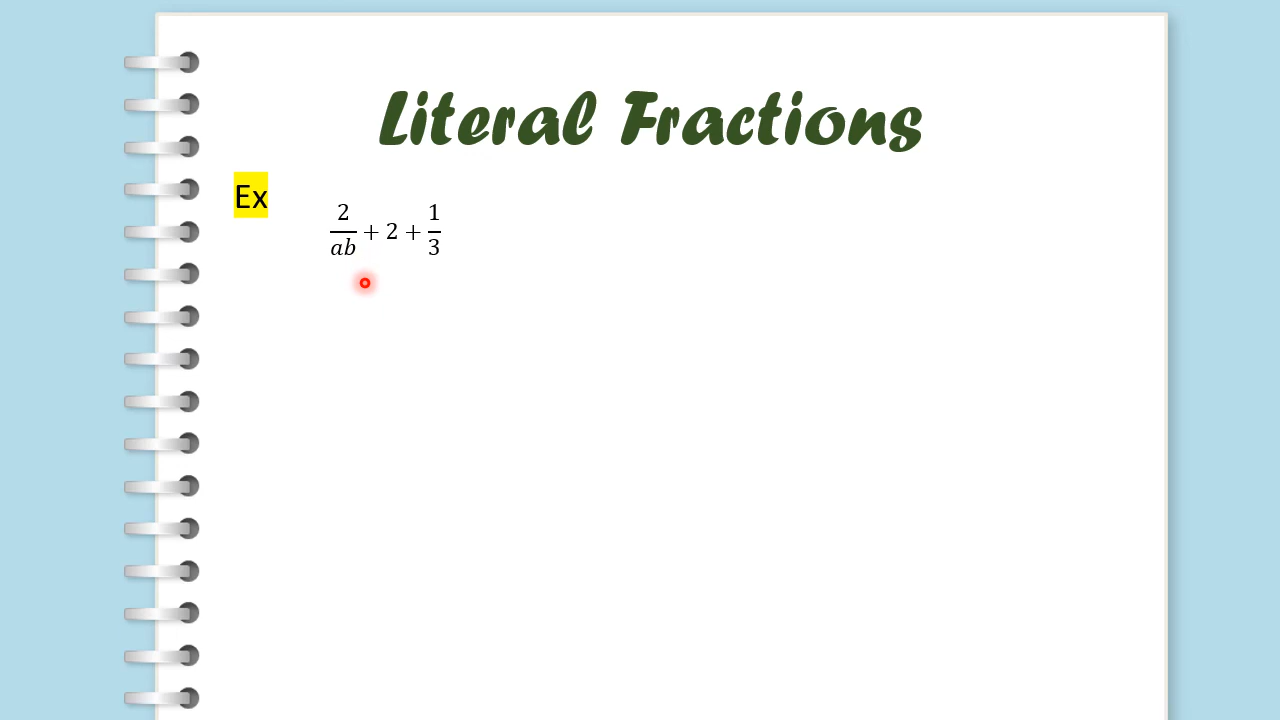 Literal Fractions
Ex
2/ab + 2 + 1/3